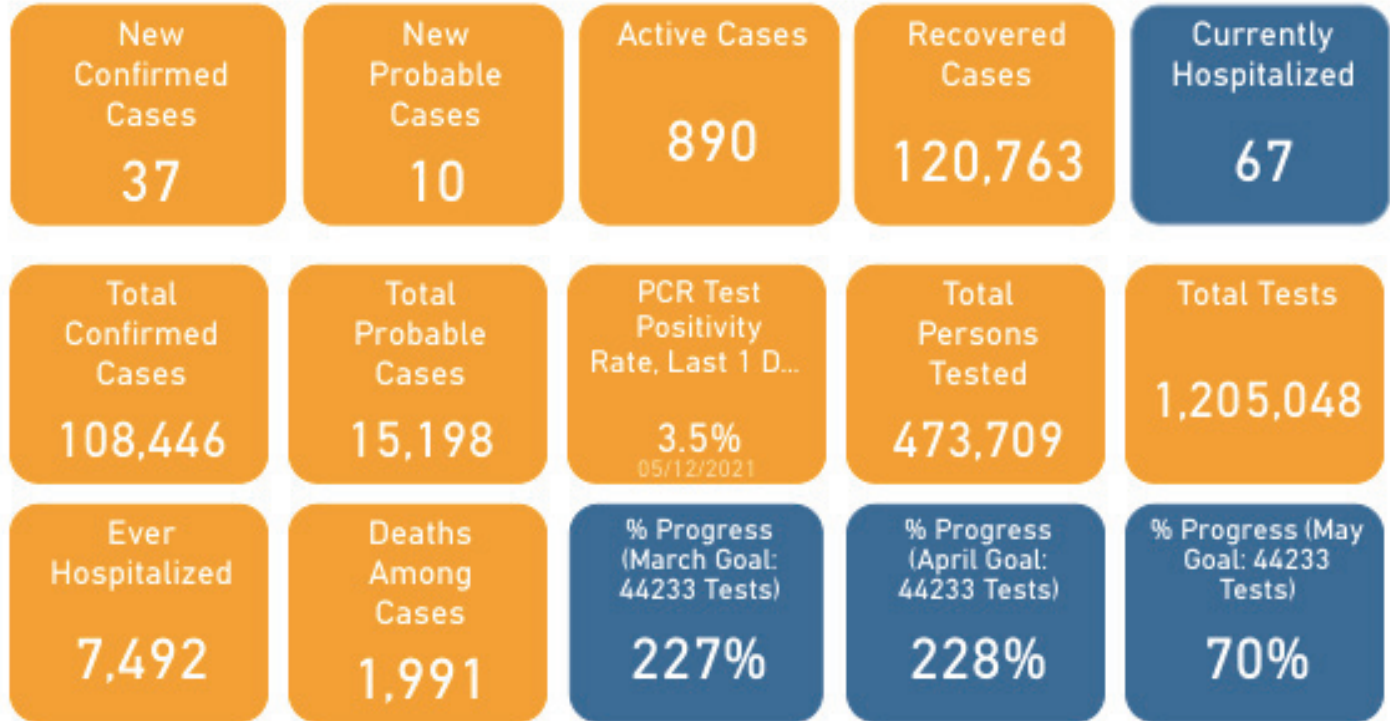 New
Confirmed
Cases
37
New
Probable
Cases
10
Active Cases
890
Recovered
Cases
120,763
Currently
Hospitalized
67
Total
Confirmed
Cases
108,446
Total
Probable
Cases
15,198
PCR Test
Positivity
Rate, Last 1 D...
3.5%
05/12/2021
Total
Persons
Tested
473,709
Total Tests
1,205,048
Ever
Hospitalized
7,492
Deaths
Among
Cases
1,991
% Progress
(March Goal:
44233 Tests)
227%
% Progress
(April Goal:
44233 Tests)
228%
% Progress (May
Goal: 44233
Tests)
70%